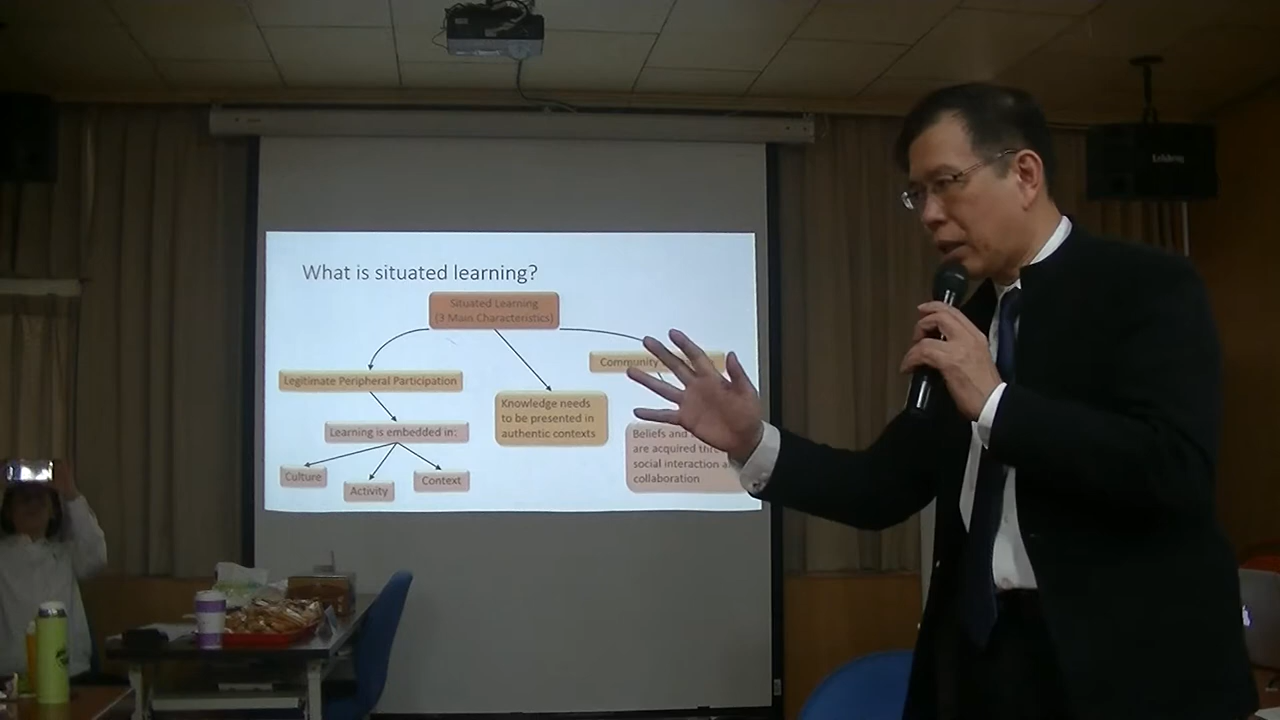 What is situated learning?
Situated Learning
(3 Main Characteristics)
Legitimate Peripheral Participation
Learning is embedded in:
Culture
Activity
Context
Knowledge needs
to be presented in
authentic contexts
Community
Beliefs and
are acquired
social interaction
collaboration